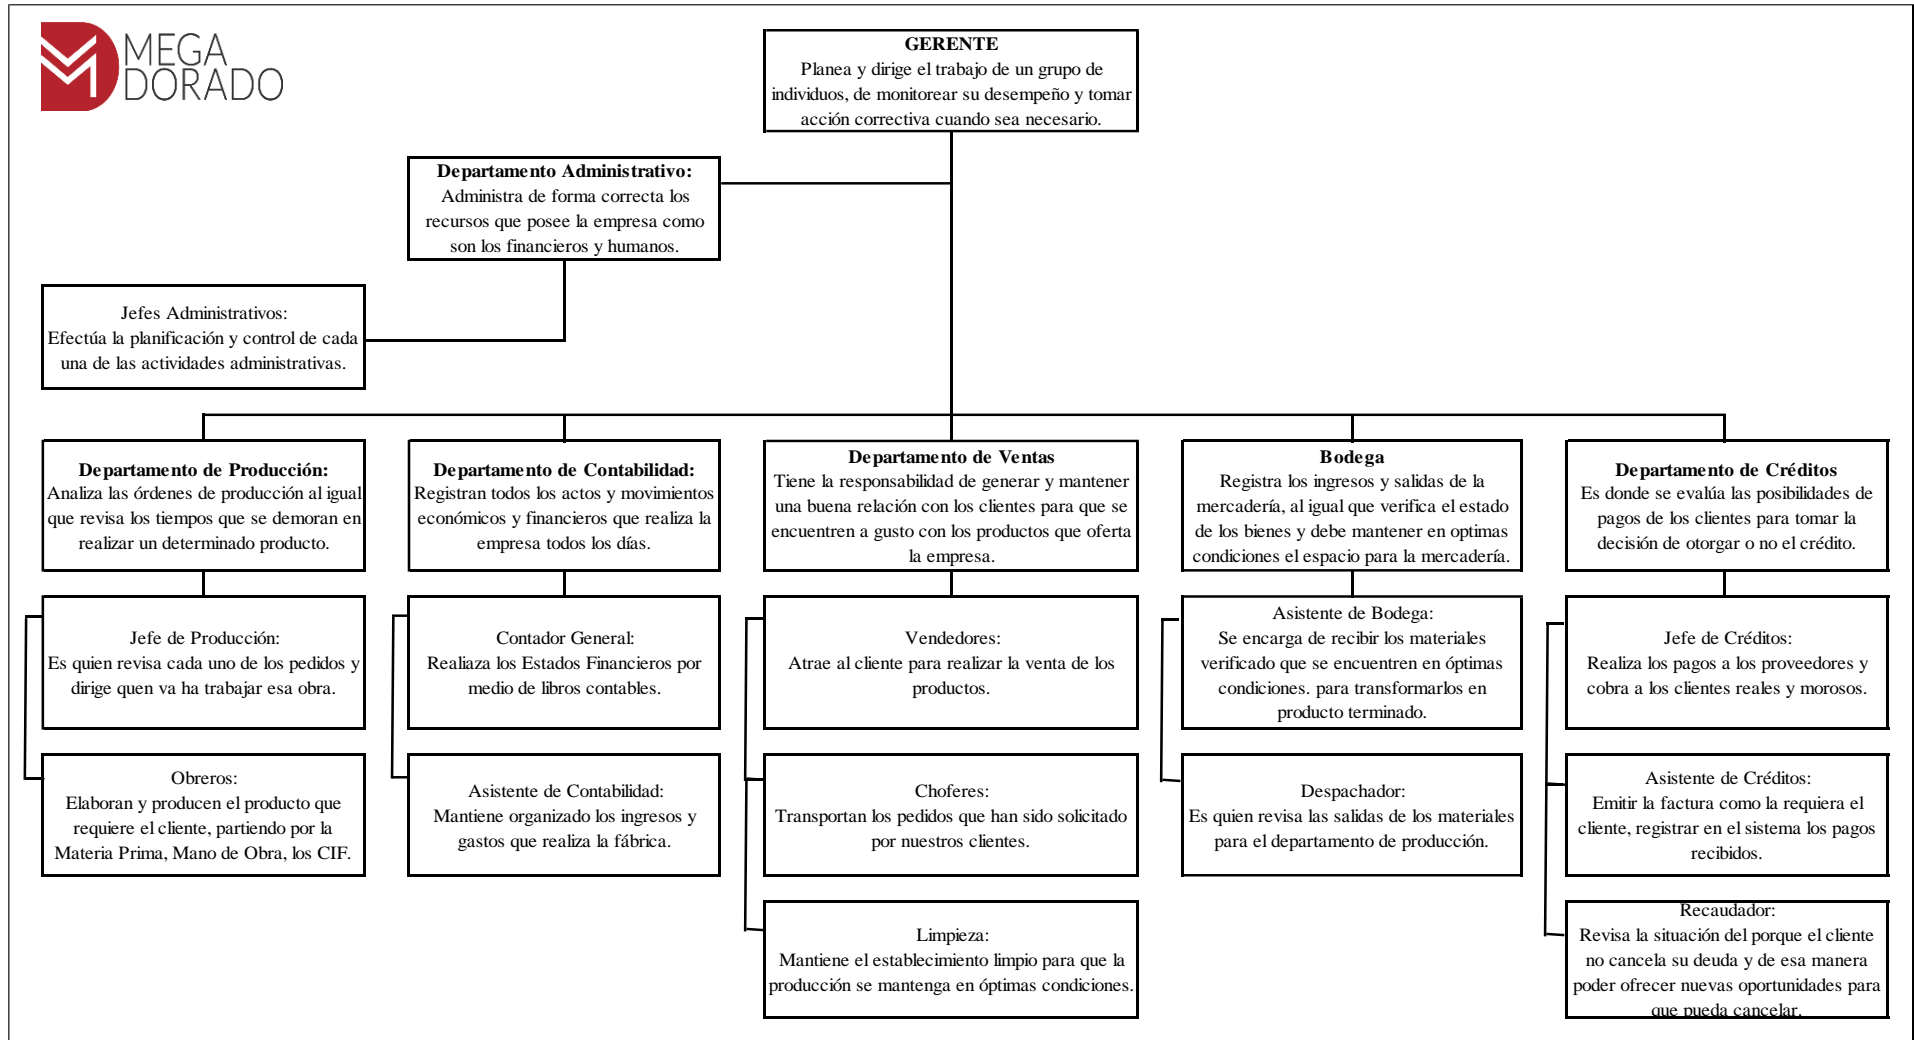 MEGA
DORADO
GERENTE
Planea y dirige el trabajo de un grupo de
individuos, de monitorear su desempeño y tomar
acción correctiva cuando sea necesario.
Departamento Administrativo:
Administra de forma correcta los
recursos que posee la empresa como
son los financieros y humanos.
Jefes Administrativos:
Efectúa la planificación y control de cada
una de las actividades administrativas.
Departamento de Producción:
Analiza las órdenes de producción al igual
que revisa los tiempos que se demoran en
realizar un determinado producto.
Departamento de Contabilidad:
Registran todos los actos y movimientos
económicos y financieros que realiza la
empresa todos los días.
Departamento de Ventas
Tiene la responsabilidad de generar y mantener
una buena relación con los clientes para que se
encuentren a gusto con los productos que oferta
la empresa.
Bodega
Registra los ingresos y salidas de la
mercadería, al igual que verifica el estado
de los bienes y debe mantener en optimas
condiciones el espacio para la mercadería.
Departamento de Créditos
Es donde se evalúa las posibilidades de
pagos de los clientes para tomar la
decisión de otorgar o no el crédito.
Jefe de Producción:
Es quien revisa cada uno de los pedidos y
dirige quen va ha trabajar esa obra.
Contador General:
Realiaza los Estados Financieros por
medio de libros contables.
Vendedores:
Atrae al cliente para realizar la venta de los
productos.
Asistente de Bodega:
Se encarga de recibir los materiales
verificado que se encuentren en óptimas
condiciones. para transformarlos en
producto terminado.
Jefe de Créditos:
Realiza los pagos a los proveedores y
cobra a los clientes reales y morosos.
Obreros:
Elaboran y producen el producto que
requiere el cliente, partiendo por la
Materia Prima, Mano de Obra, los CIF.
Asistente de Contabilidad:
Mantiene organizado los ingresos y
gastos que realiza la fábrica.
Choferes:
Transportan los pedidos que han sido solicitado
por nuestros clientes.
Despachador:
Es quien revisa las salidas de los materiales
para el departamento de producción.
Asistente de Créditos:
Emitir la factura como la requiera el
cliente, registrar en el sistema los pagos
recibidos.
Limpieza:
Mantiene el establecimiento limpio para que la
producción se mantenga en óptimas condiciones.
Recaudador:
Revisa la situación del porque el cliente
no cancela su deuda y de esa manera
poder ofrecer nuevas oportunidades para
que pueda cancelar.